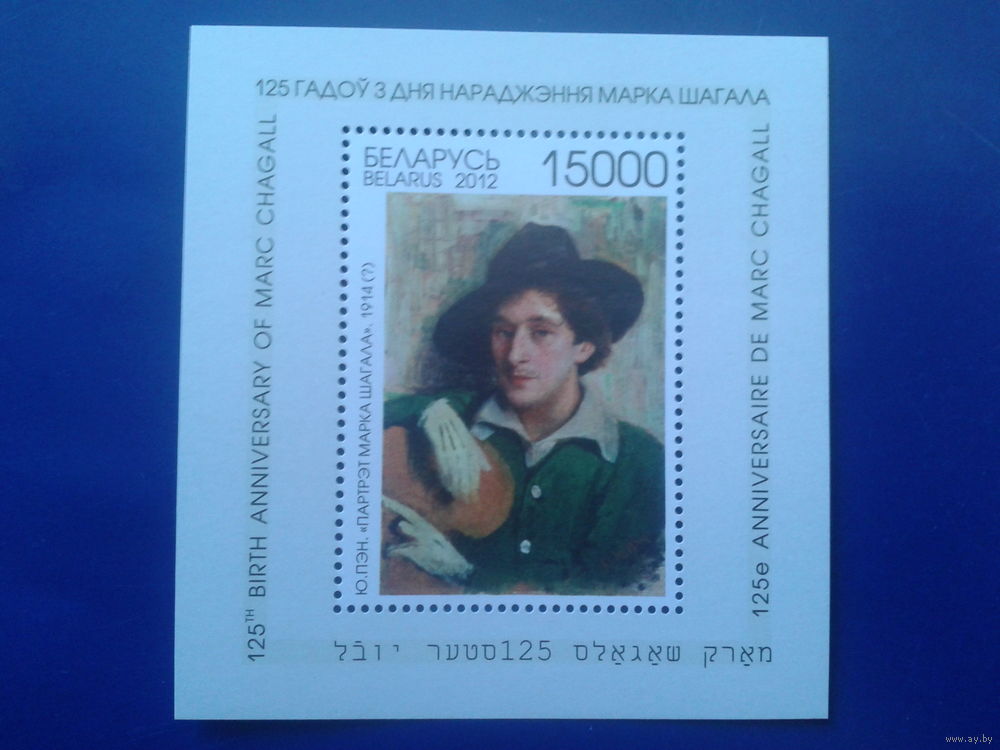 125 ГАДОЎ З ДНЯ НАРАДЖЭННЯ МАРКА ШАГАЛА
125TH BIRTH ANNIVERSARY OF MARC CHAGALL
БЕЛАРУСЬ 15000
BELARUS 2012
Ю.ПЭН. «ПАРТРЭТ МАРКА ШАГАЛА». 1914 (?)
125e ANNIVERSAIRE DE MARC CHAGALL
מאַרק שאַגאַלס 125סטער יובֿל
www.ay.by